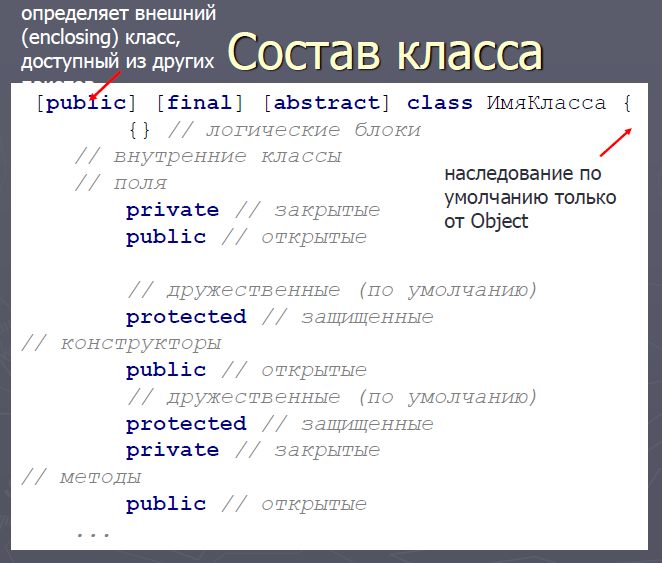 определяет внешний
(enclosing) класс,
доступный из других
Состав класса
[public] [final] [abstract] class ИмяКласса {
{} // логические блоки
// внутренние классы
// поля
private // закрытые
public // открытые
наследование по
умолчанию только
от Object
// дружественные (по умолчанию)
protected // защищенные
// конструкторы
public // открытые
// дружественные (по умолчанию)
protected // защищенные
private // закрытые
// методы
public // открытые
...